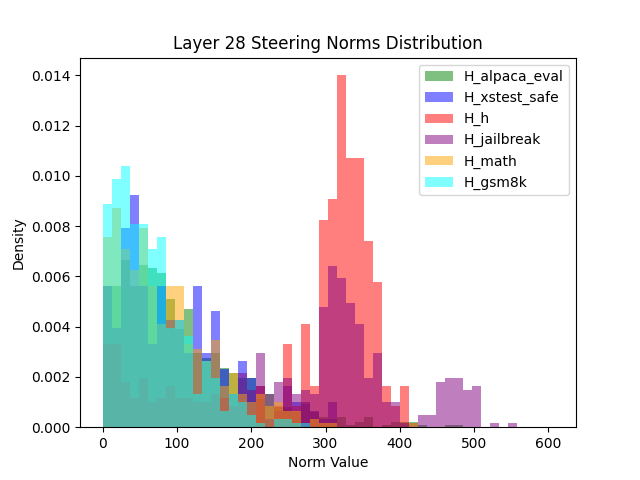 Layer 28 Steering Norms Distribution
H_alpaca_eval
H_xstest_safe
H_h
H_jailbreak
H_math
H_gsm8k
Density
0.014
0.012
0.010
0.008
0.006
0.004
0.002
0.000
0 100 200 300 400 500 600
Norm Value